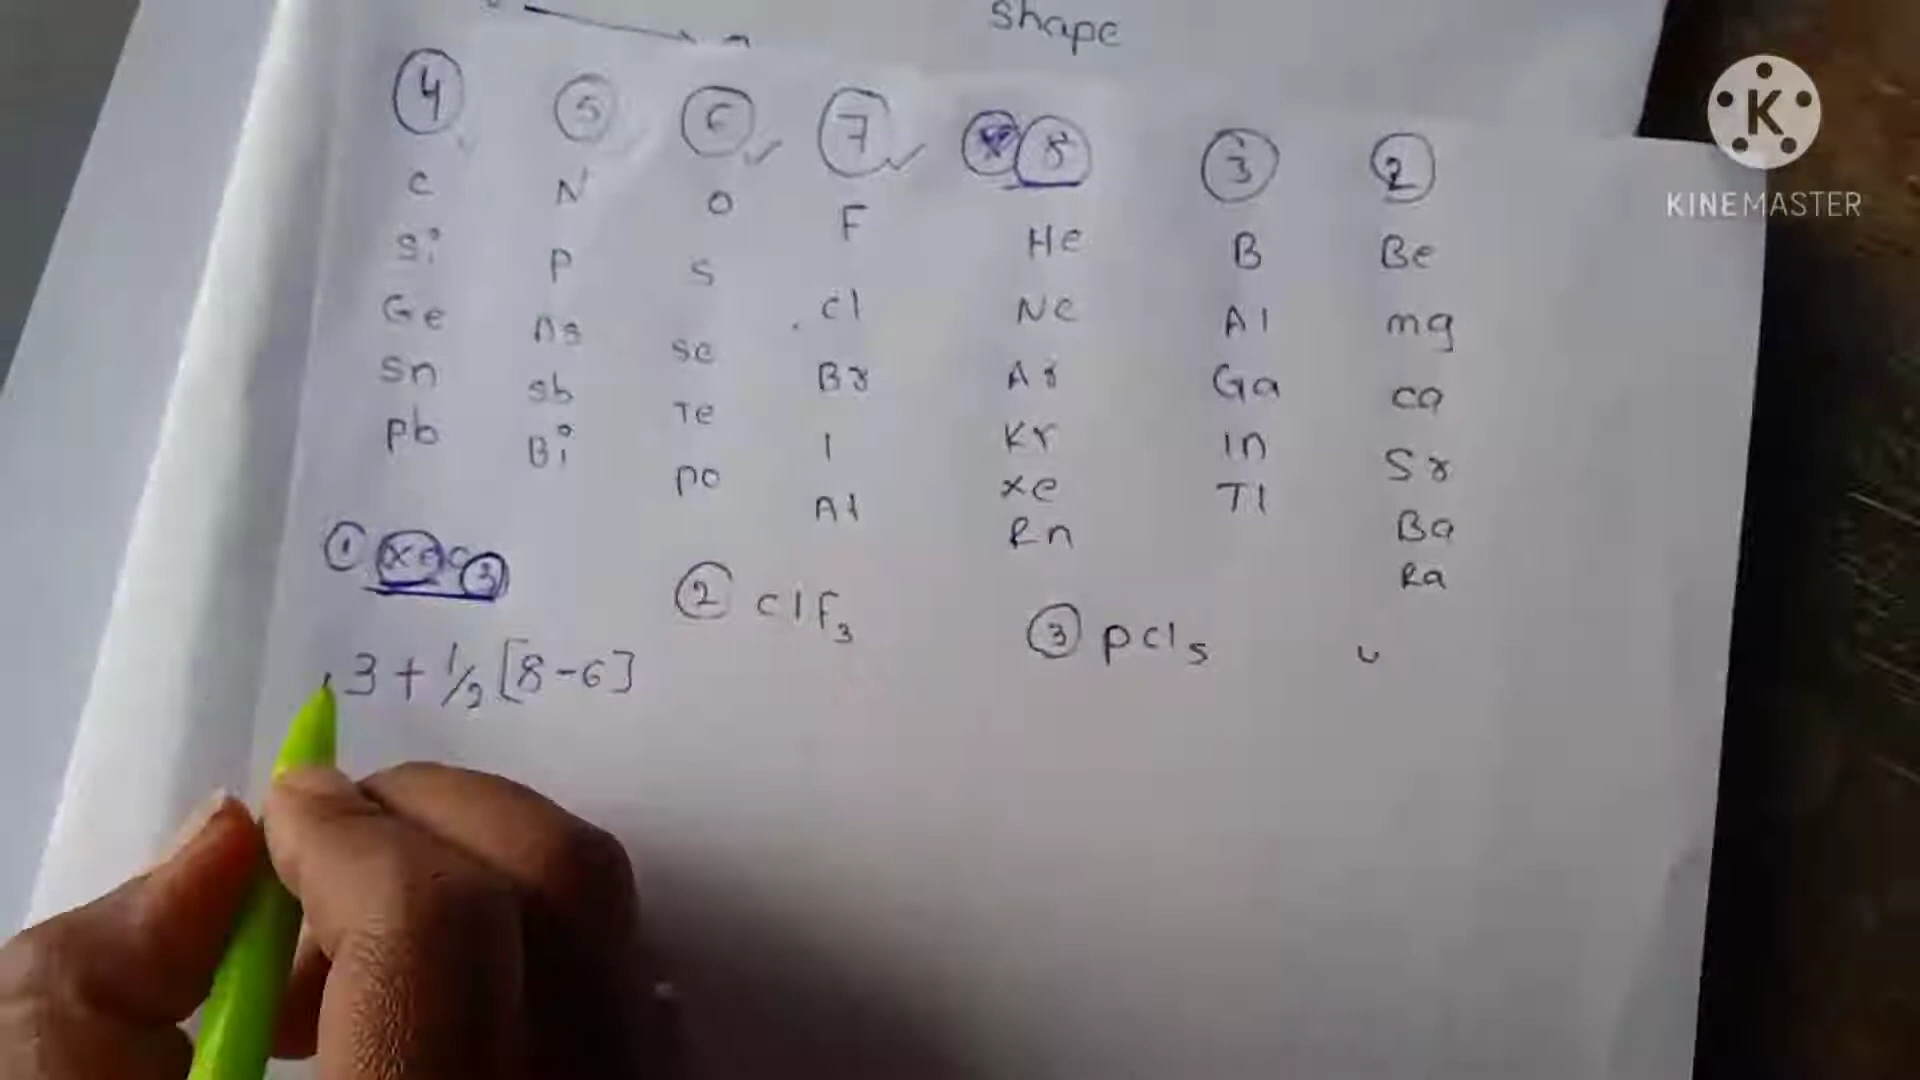 shape
4 5 6 7 8 3 2
C N O F He B Be
Si P S Cl Ne Al mg
Ge As Se Br Ar Ga Ca
Sn Sb Te I Kr In Sr
Pb Bi Po At Xe Tl Ba
Rn Ra
① XeO3 ② ClF3 ③ PCl5
3 + 1/2 [8-6]
K
KINEMASTER